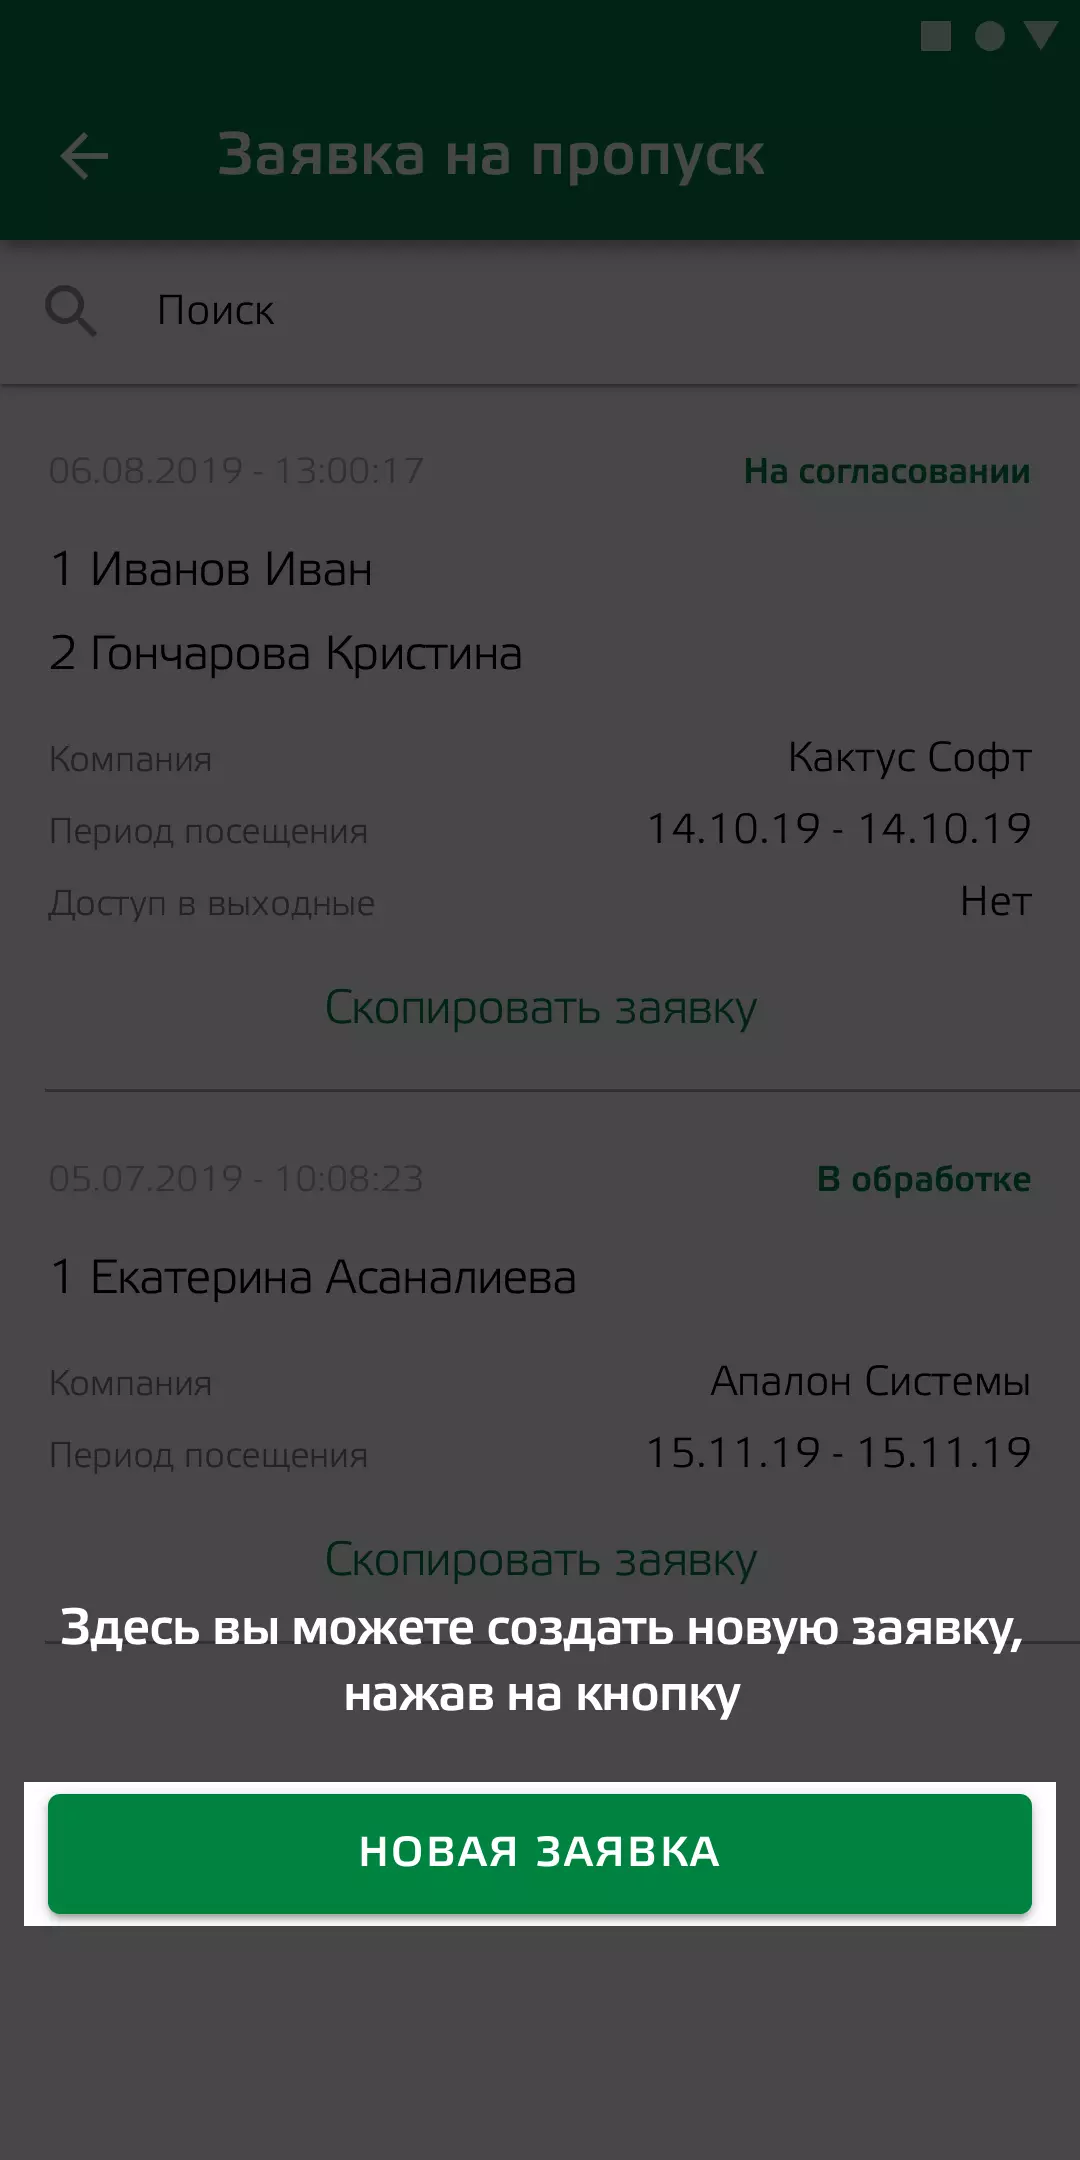 Заявка на пропуск
Поиск
06.08.2019 - 13:00:17 На согласовании
1 Иванов Иван
2 Гончарова Кристина
Компания Кактус Софт
Период посещения 14.10.19 - 14.10.19
Доступ в выходные Нет
Скопировать заявку
05.07.2019 - 10:08:23 В обработке
1 Екатерина Асаналиева
Компания Апалон Системы
Период посещения 15.11.19 - 15.11.19
Скопировать заявку
Здесь вы можете создать новую заявку,
нажав на кнопку
НОВАЯ ЗАЯВКА